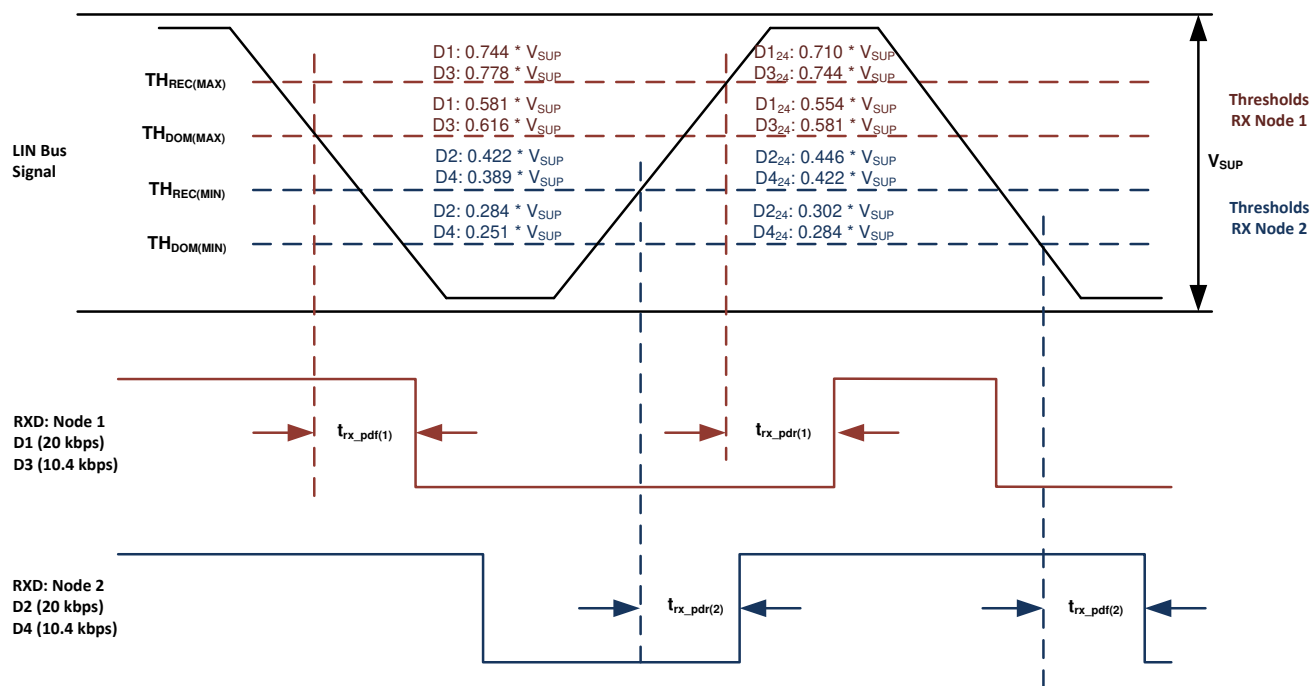 D1: 0.744 * VSUP
D3: 0.778 * VSUP
D124: 0.710 * VSUP
D324: 0.744 * VSUP
THREC(MAX)
Thresholds
RX Node 1
D1: 0.581 * VSUP
D3: 0.616 * VSUP
D124: 0.554 * VSUP
D324: 0.581 * VSUP
THDOM(MAX)
LIN Bus
Signal
VSUP
D2: 0.422 * VSUP
D4: 0.389 * VSUP
D224: 0.446 * VSUP
D424: 0.422 * VSUP
THREC(MIN)
Thresholds
RX Node 2
D2: 0.284 * VSUP
D4: 0.251 * VSUP
D224: 0.302 * VSUP
D424: 0.284 * VSUP
THDOM(MIN)
RXD: Node 1
D1 (20 kbps)
D3 (10.4 kbps)
trx_pdf(1)
trx_pdr(1)
RXD: Node 2
D2 (20 kbps)
D4 (10.4 kbps)
trx_pdr(2)
trx_pdf(2)